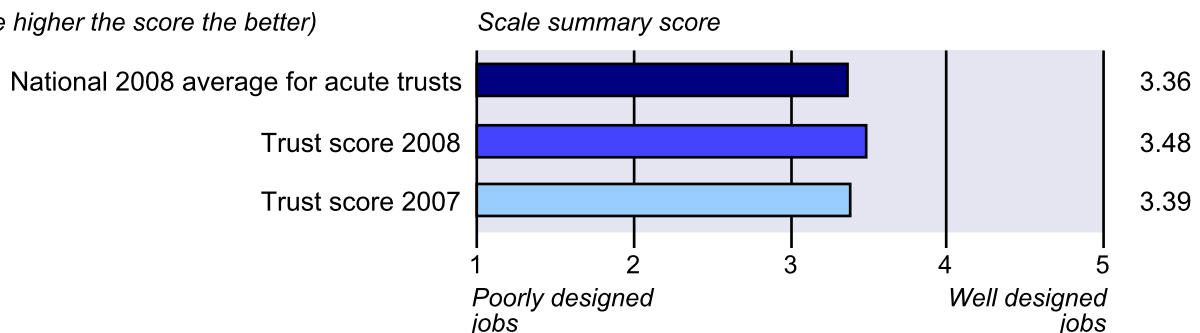 higher the score the better)
Scale summary score
National 2008 average for acute trusts 3.36
Trust score 2008 3.48
Trust score 2007 3.39
1 2 3 4 5
Poorly designed jobs
Well designed jobs